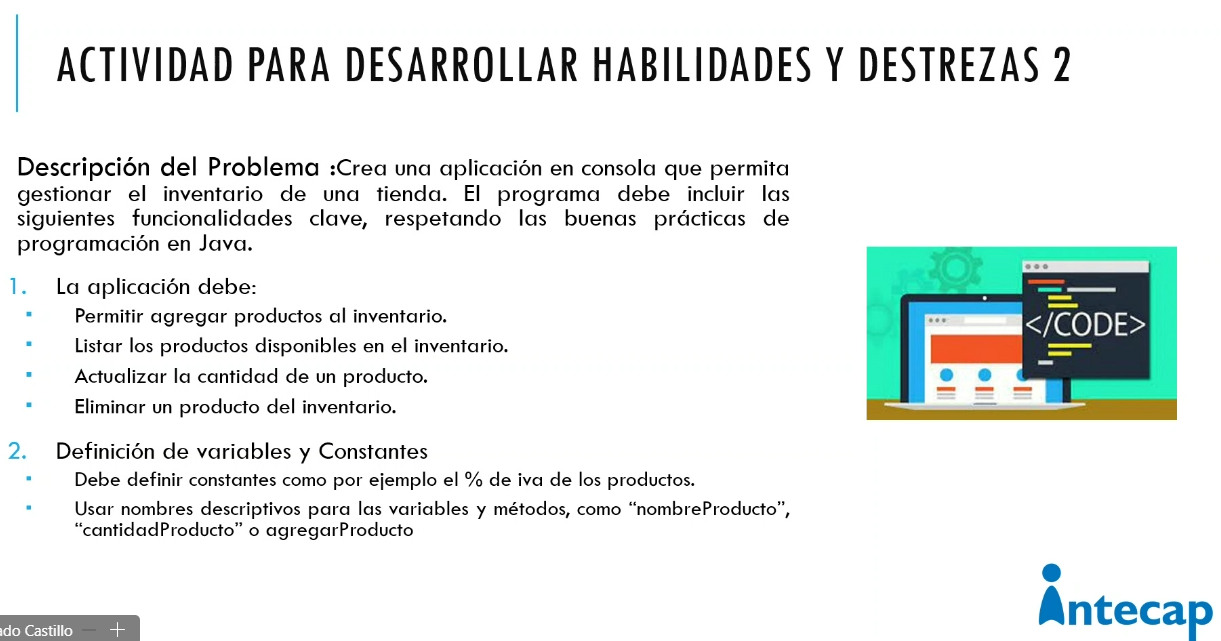 ACTIVIDAD PARA DESARROLLAR HABILIDADES Y DESTREZAS 2
Descripción del Problema :Crea una aplicación en consola que permita
gestionar el inventario de una tienda. El programa debe incluir las
siguientes funcionalidades clave, respetando las buenas prácticas de
programación en Java.
1. La aplicación debe:
▪ Permitir agregar productos al inventario.
▪ Listar los productos disponibles en el inventario.
▪ Actualizar la cantidad de un producto.
▪ Eliminar un producto del inventario.
2. Definición de variables y Constantes
▪ Debe definir constantes como por ejemplo el % de iva de los productos.
▪ Usar nombres descriptivos para las variables y métodos, como “nombreProducto”,
“cantidadProducto” o agregarProducto
</CODE>
intecap
ado Castillo